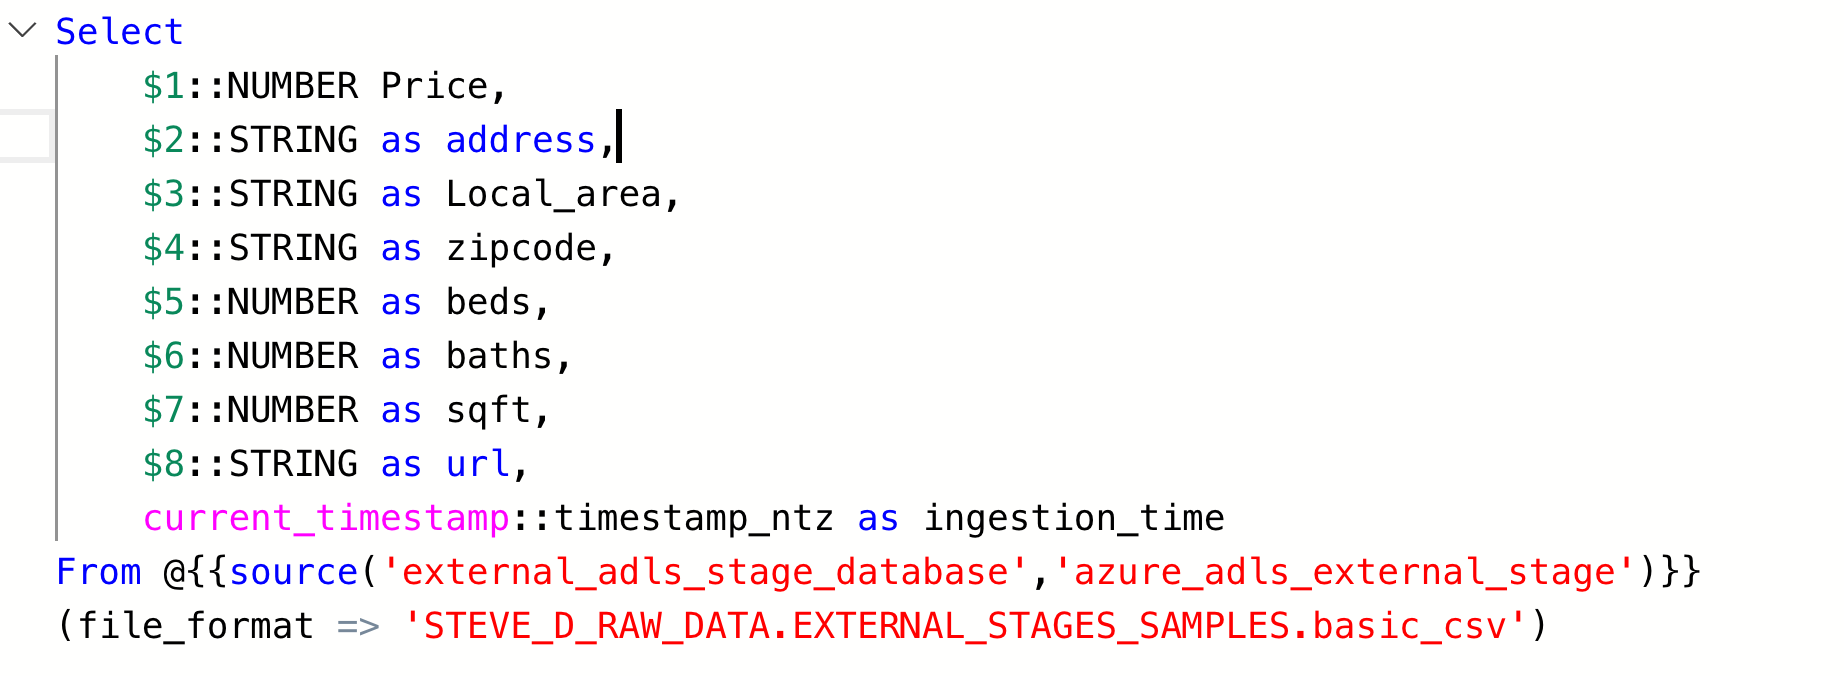 Select
$1::NUMBER Price,
$2::STRING as address,
$3::STRING as Local_area,
$4::STRING as zipcode,
$5::NUMBER as beds,
$6::NUMBER as baths,
$7::NUMBER as sqft,
$8::STRING as url,
current_timestamp::timestamp_ntz as ingestion_time
From @{{source('external_adls_stage_database','azure_adls_external_stage')}}
(file_format => 'STEVE_D_RAW_DATA.EXTERNAL_STAGES_SAMPLES.basic_csv')